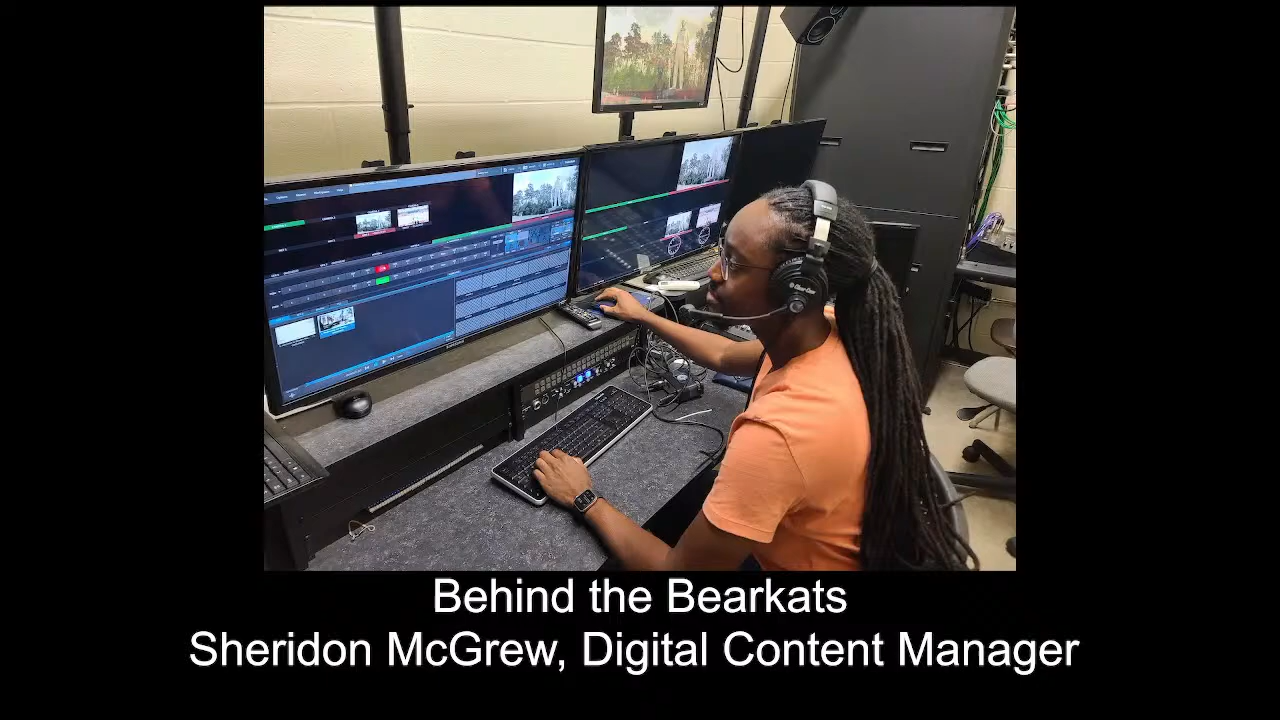 Behind the Bearkats
Sheridon McGrew, Digital Content Manager